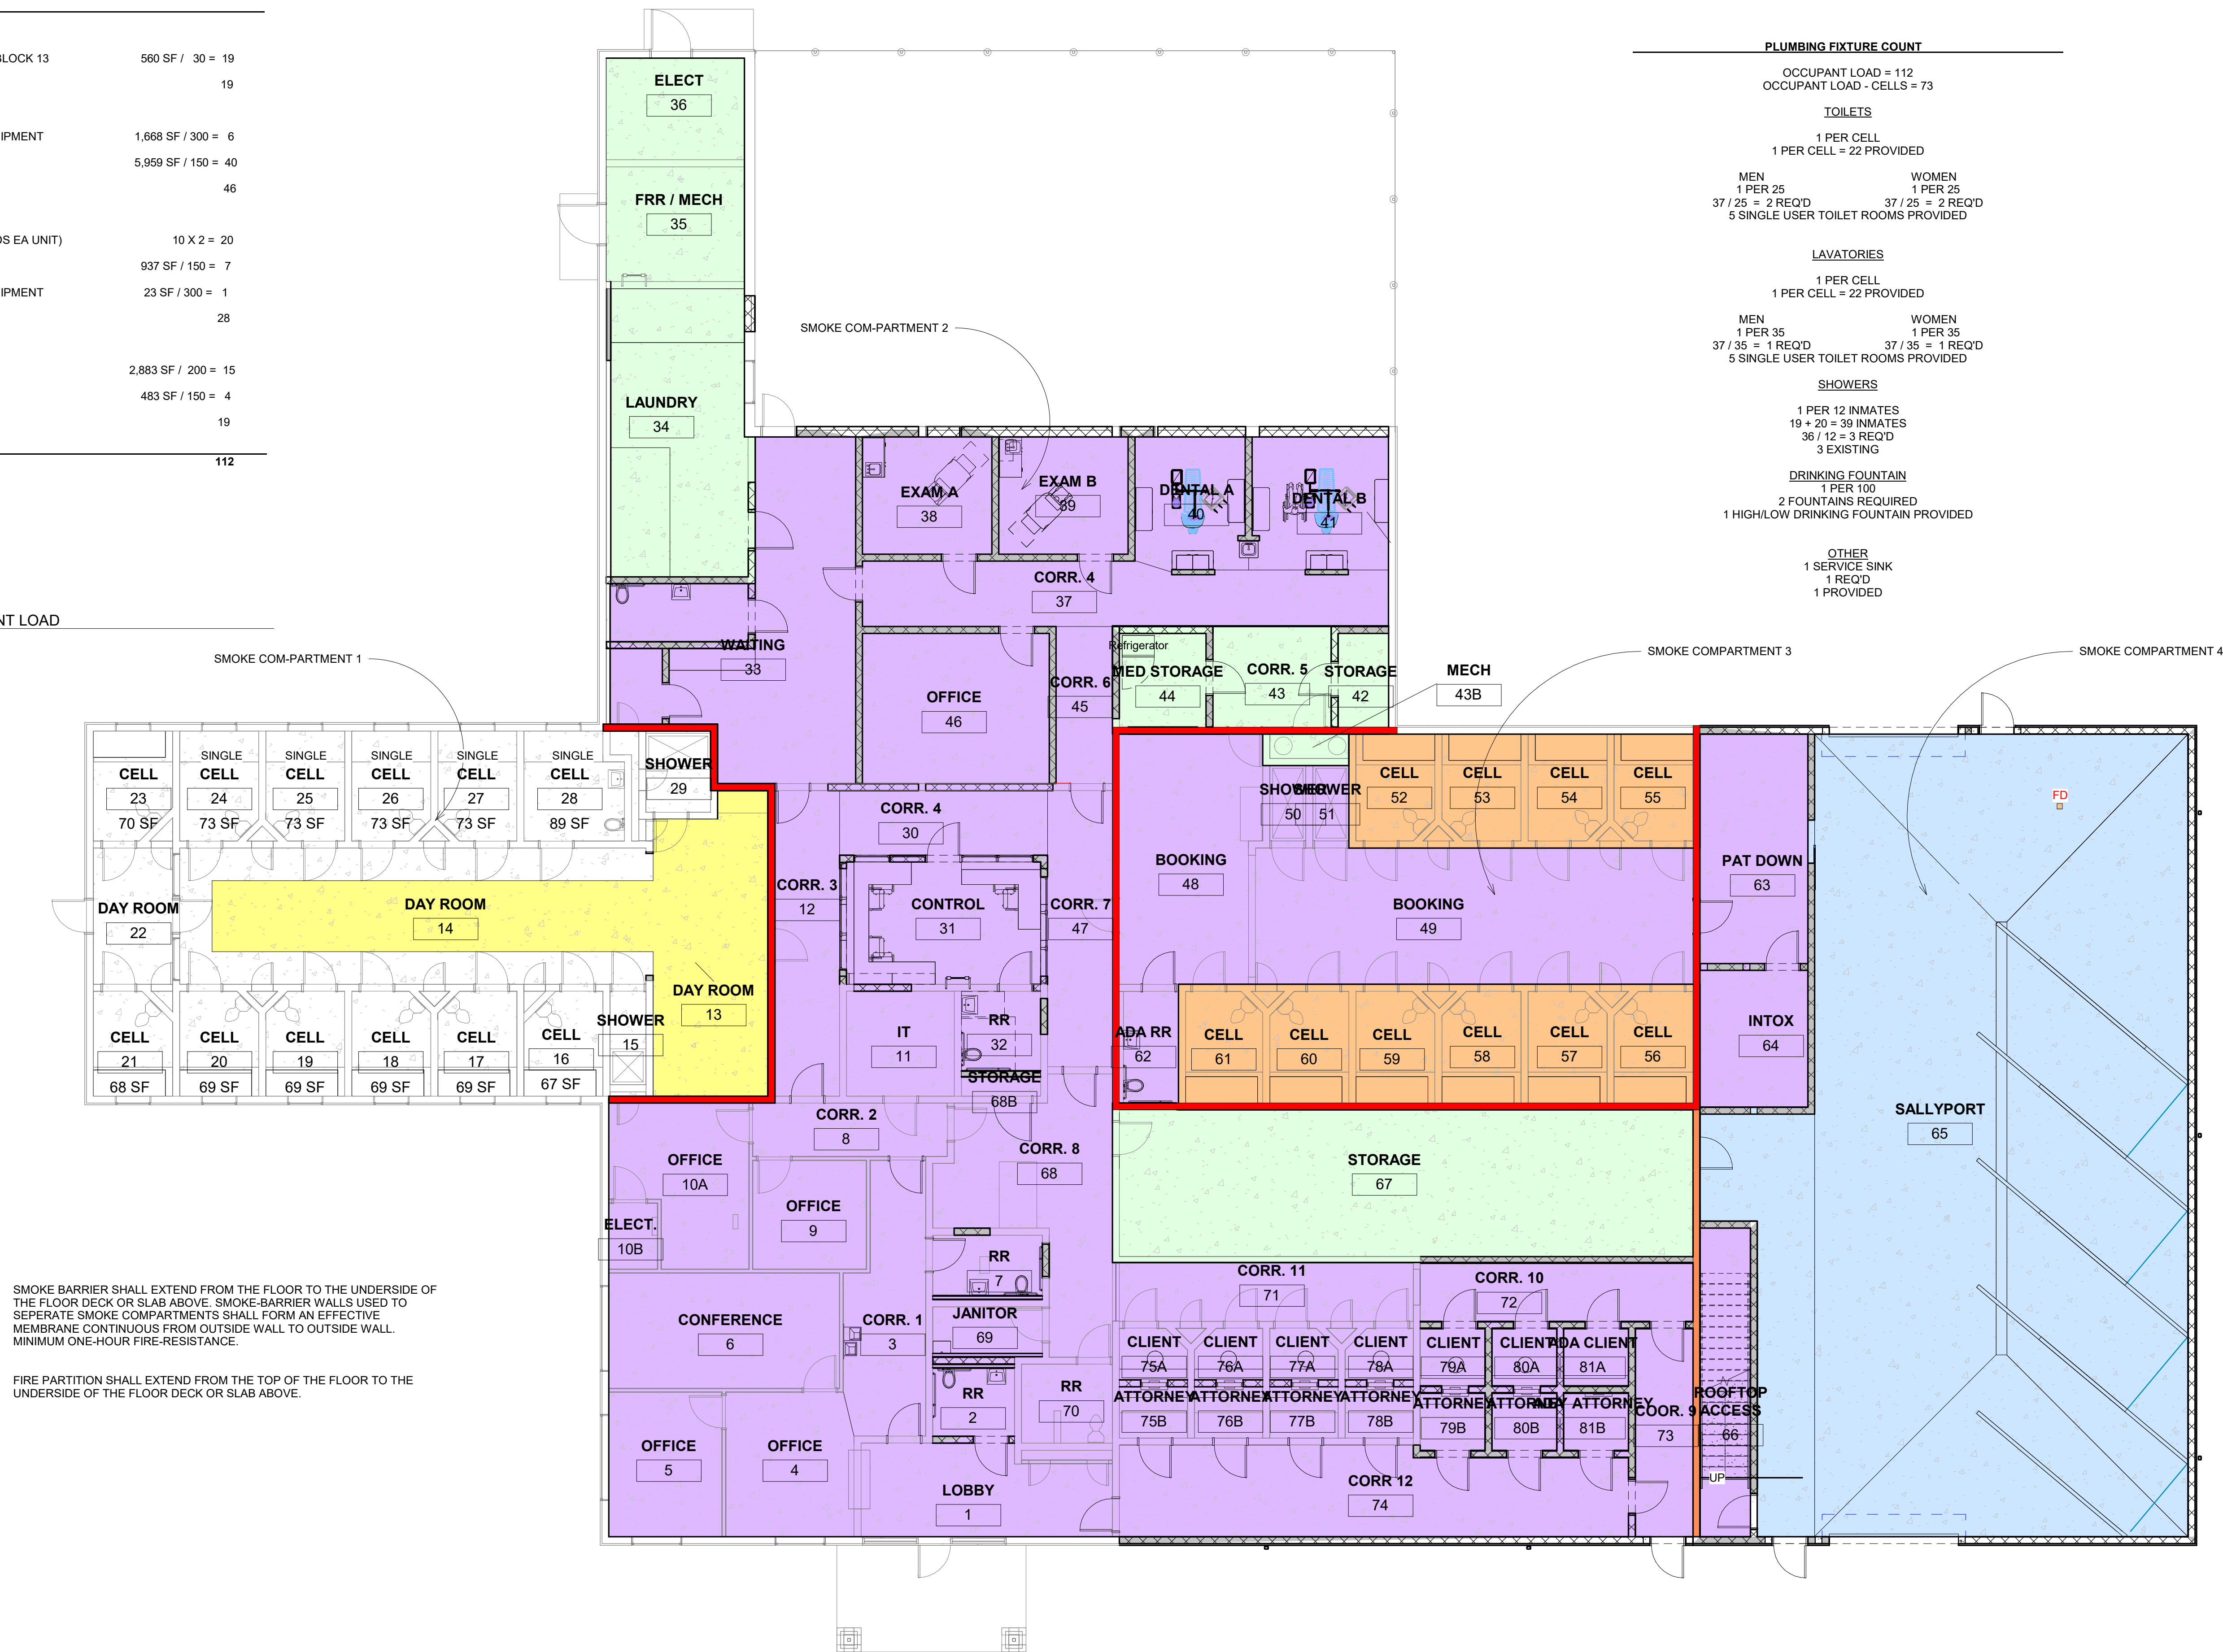 BLOCK 13 560 SF / 30 = 19
19
IPMENT 1,668 SF / 300 = 6
5,959 SF / 150 = 40
46
DS EA UNIT) 10 X 2 = 20
937 SF / 150 = 7
IPMENT 23 SF / 300 = 1
28
2,883 SF / 200 = 15
483 SF / 150 = 4
19
112
NT LOAD
PLUMBING FIXTURE COUNT
OCCUPANT LOAD = 112
OCCUPANT LOAD - CELLS = 73
TOILETS
1 PER CELL
1 PER CELL = 22 PROVIDED
MEN WOMEN
1 PER 25 1 PER 25
37 / 25 = 2 REQ'D 37 / 25 = 2 REQ'D
5 SINGLE USER TOILET ROOMS PROVIDED
LAVATORIES
1 PER CELL
1 PER CELL = 22 PROVIDED
MEN WOMEN
1 PER 35 1 PER 35
37 / 35 = 1 REQ'D 37 / 35 = 1 REQ'D
5 SINGLE USER TOILET ROOMS PROVIDED
SHOWERS
1 PER 12 INMATES
19 + 20 = 39 INMATES
36 / 12 = 3 REQ'D
3 EXISTING
DRINKING FOUNTAIN
1 PER 100
2 FOUNTAINS REQUIRED
1 HIGH/LOW DRINKING FOUNTAIN PROVIDED
OTHER
1 SERVICE SINK
1 REQ'D
1 PROVIDED
ELECT
36
FRR / MECH
35
LAUNDRY
34
SMOKE COM-PARTMENT 2
EXAM A
38
EXAM B
39
DENTAL A
40
DENTAL B
41
CORR. 4
37
WAITING
33
OFFICE
46
CORR. 6
45
Refrigerator
MED STORAGE
44
CORR. 5
43
STORAGE
42
MECH
43B
SMOKE COMPARTMENT 3
SMOKE COMPARTMENT 4
SMOKE COM-PARTMENT 1
CELL
23
70 SF
SINGLE
CELL
24
73 SF
SINGLE
CELL
25
73 SF
SINGLE
CELL
26
73 SF
SINGLE
CELL
27
73 SF
SINGLE
CELL
28
89 SF
SHOWER
29
DAY ROOM
22
DAY ROOM
14
DAY ROOM
13
CELL
21
68 SF
CELL
20
69 SF
CELL
19
69 SF
CELL
18
69 SF
CELL
17
69 SF
CELL
16
67 SF
SHOWER
15
CORR. 4
30
CORR. 3
12
CONTROL
31
CORR. 7
47
IT
11
RR
32
STORAGE
68B
BOOKING
48
SHOWER
50
SHOWER
51
CELL
52
CELL
53
CELL
54
CELL
55
BOOKING
49
ADA RR
62
CELL
61
CELL
60
CELL
59
CELL
58
CELL
57
CELL
56
PAT DOWN
63
INTOX
64
FD
SALLYPORT
65
CORR. 2
8
OFFICE
10A
ELECT.
10B
OFFICE
9
CORR. 8
68
RR
7
JANITOR
69
CONFERENCE
6
CORR. 1
3
RR
2
RR
70
OFFICE
5
OFFICE
4
LOBBY
1
STORAGE
67
CORR. 11
71
CORR. 10
72
CLIENT
75A
CLIENT
76A
CLIENT
77A
CLIENT
78A
CLIENT
79A
CLIENT
80A
ADA CLIENT
81A
ATTORNEY
75B
ATTORNEY
76B
ATTORNEY
77B
ATTORNEY
78B
ATTORNEY
79B
ATTORNEY
80B
ADA ATTORNEY
81B
COOR. 9
73
ROOFTOP
ACCESS
66
UP
CORR 12
74
SMOKE BARRIER SHALL EXTEND FROM THE FLOOR TO THE UNDERSIDE OF
THE FLOOR DECK OR SLAB ABOVE. SMOKE-BARRIER WALLS USED TO
SEPERATE SMOKE COMPARTMENTS SHALL FORM AN EFFECTIVE
MEMBRANE CONTINUOUS FROM OUTSIDE WALL TO OUTSIDE WALL.
MINIMUM ONE-HOUR FIRE-RESISTANCE.
FIRE PARTITION SHALL EXTEND FROM THE TOP OF THE FLOOR TO THE
UNDERSIDE OF THE FLOOR DECK OR SLAB ABOVE.